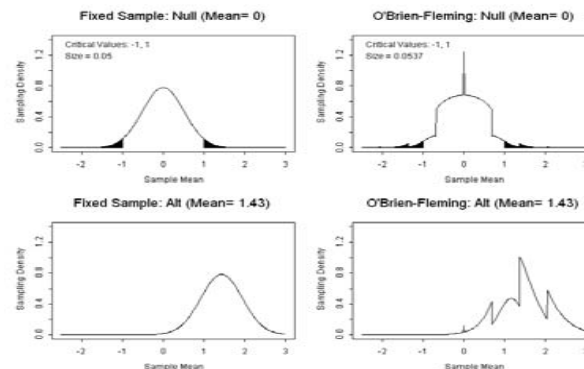 Fixed Sample: Null (Mean= 0)
Critical Values: -1, 1
Size = 0.05
Sampling Density
0.0 0.4 0.8 1.2
-2 -1 0 1 2 3
Sample Mean
O'Brien-Fleming: Null (Mean= 0)
Critical Values: -1, 1
Size = 0.0537
Sampling Density
0.0 0.4 0.8 1.2
-2 -1 0 1 2 3
Sample Mean
Fixed Sample: Alt (Mean= 1.43)
Sampling Density
0.0 0.4 0.8 1.2
-2 -1 0 1 2 3
Sample Mean
O'Brien-Fleming: Alt (Mean= 1.43)
Sampling Density
0.0 0.4 0.8 1.2
-2 -1 0 1 2 3
Sample Mean